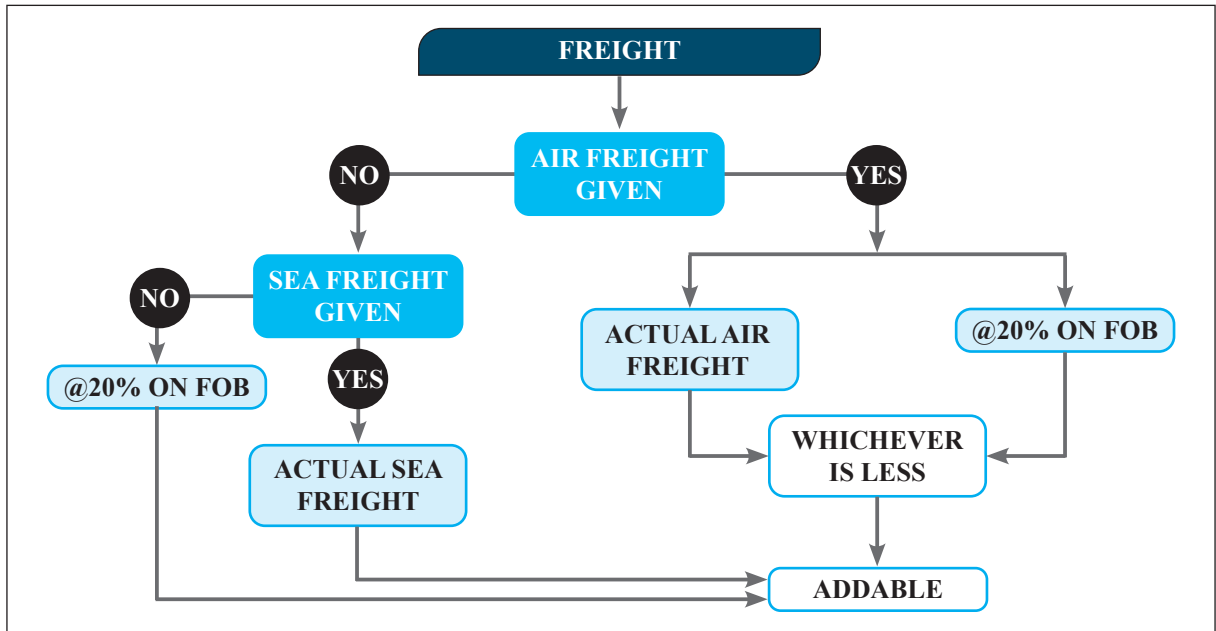 FREIGHT
AIR FREIGHT
GIVEN
NO
YES
SEA FREIGHT
GIVEN
NO
YES
@20% ON FOB
ACTUAL SEA
FREIGHT
ACTUAL AIR
FREIGHT
@20% ON FOB
WHICHEVER
IS LESS
ADDABLE